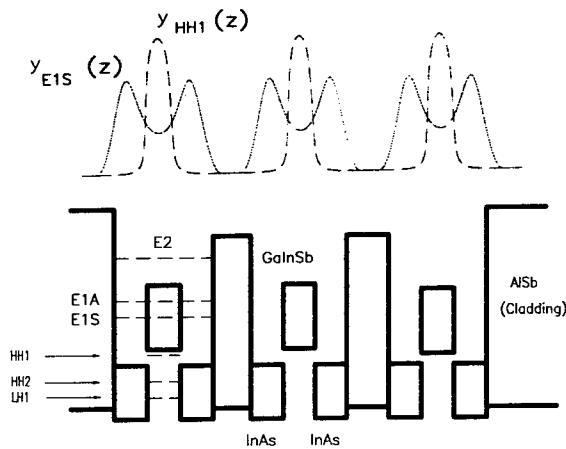 y HH1 (z)
y E1S (z)
E2
GaInSb
E1A
E1S
AlSb
(Cladding)
HH1
HH2
LH1
InAs InAs